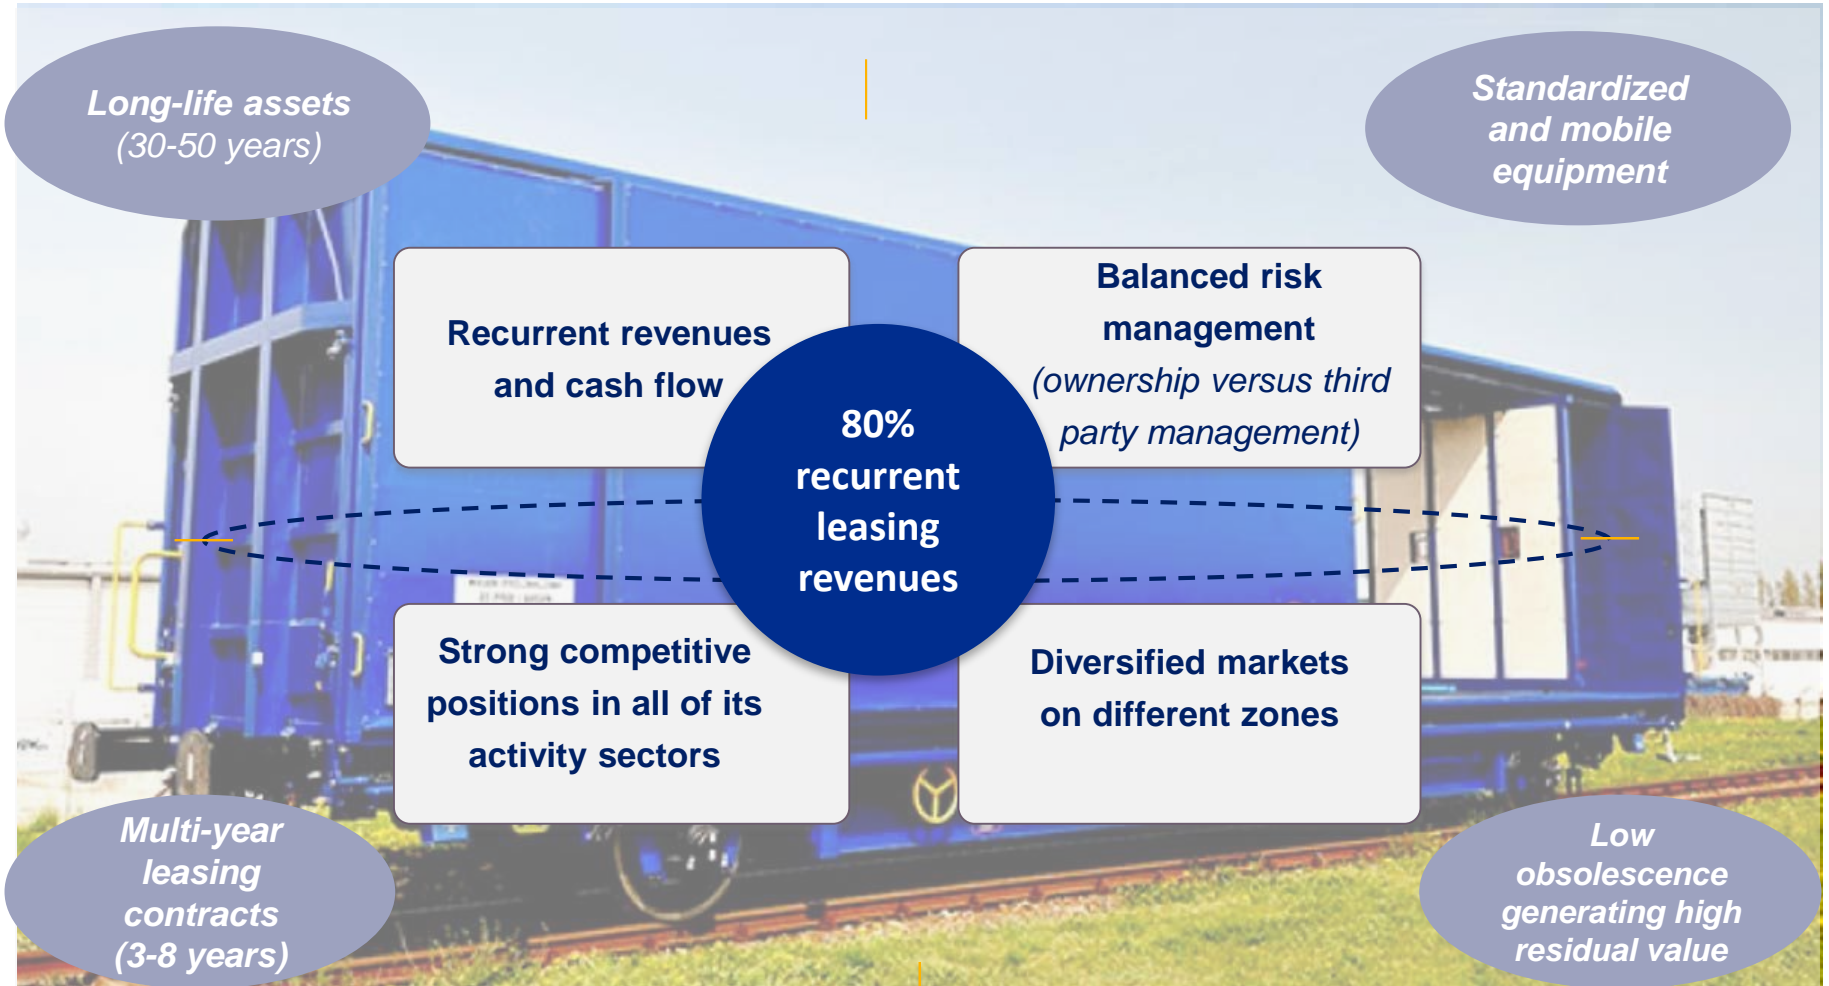 Long-life assets
(30-50 years)
Standardized
and mobile
equipment
Recurrent revenues
and cash flow
Balanced risk
management
(ownership versus third
party management)
80%
recurrent
leasing
revenues
Strong competitive
positions in all of its
activity sectors
Diversified markets
on different zones
Multi-year
leasing
contracts
(3-8 years)
Low
obsolescence
generating high
residual value